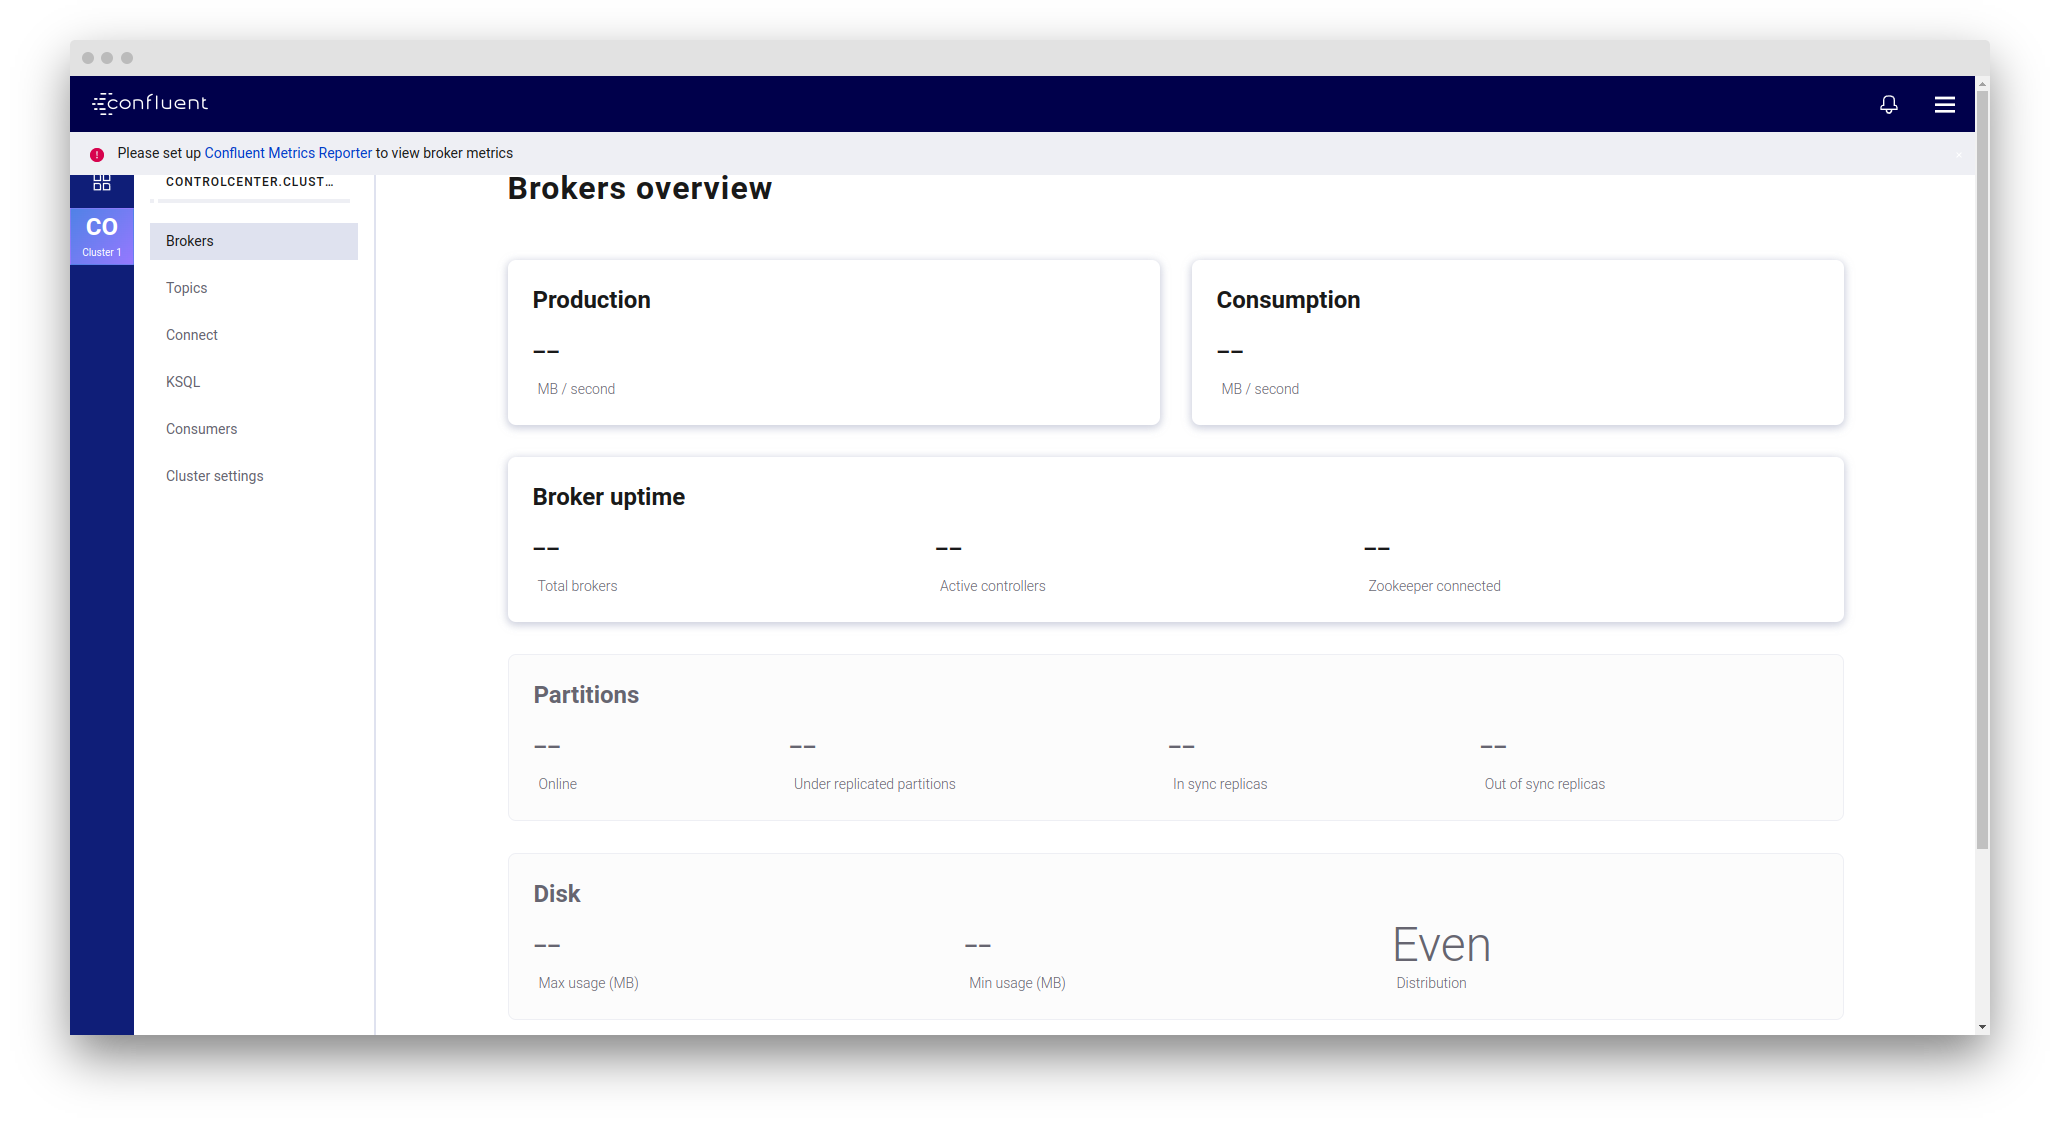 confluent
Please set up Confluent Metrics Reporter to view broker metrics
CONTROLCENTER.CLUST...
Brokers overview
CO
Cluster 1
Brokers
Topics
Connect
KSQL
Consumers
Cluster settings
Production
--
MB / second
Consumption
--
MB / second
Broker uptime
-- -- --
Total brokers Active controllers Zookeeper connected
Partitions
-- -- -- --
Online Under replicated partitions In sync replicas Out of sync replicas
Disk
-- -- Even
Max usage (MB) Min usage (MB) Distribution